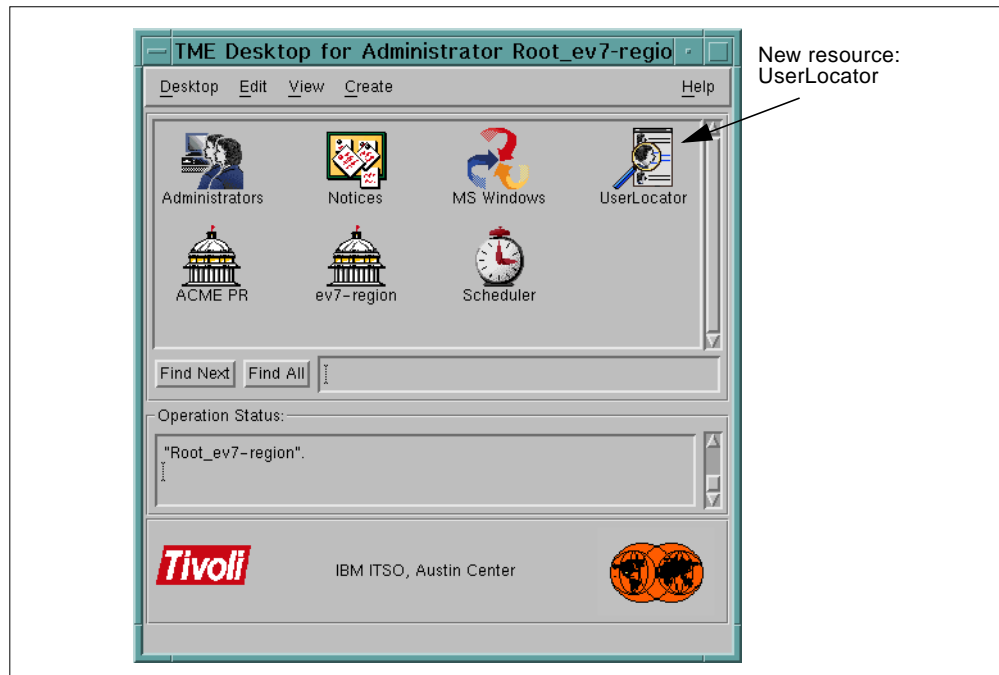 TME Desktop for Administrator Root_ev7-regio
New resource:
UserLocator
Desktop Edit View Create Help
Administrators Notices MS Windows UserLocator
ACME PR ev7-region Scheduler
Find Next Find All
Operation Status:
"Root_ev7-region".
Tivoli IBM ITSO, Austin Center